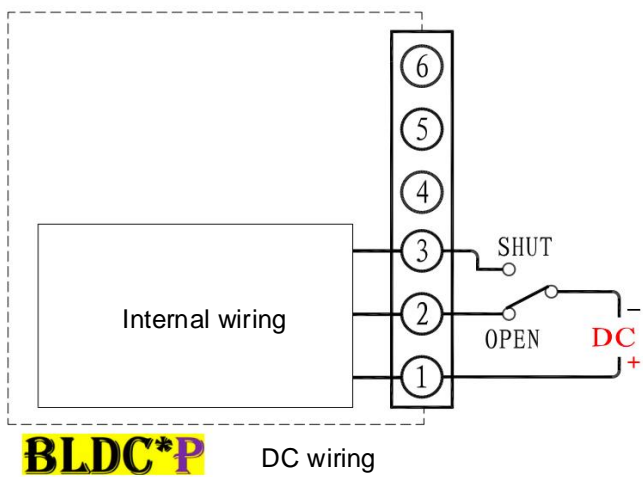 6
5
4
3
SHUT
Internal wiring
2
OPEN
−
DC
+
1
BLDC*P
DC wiring